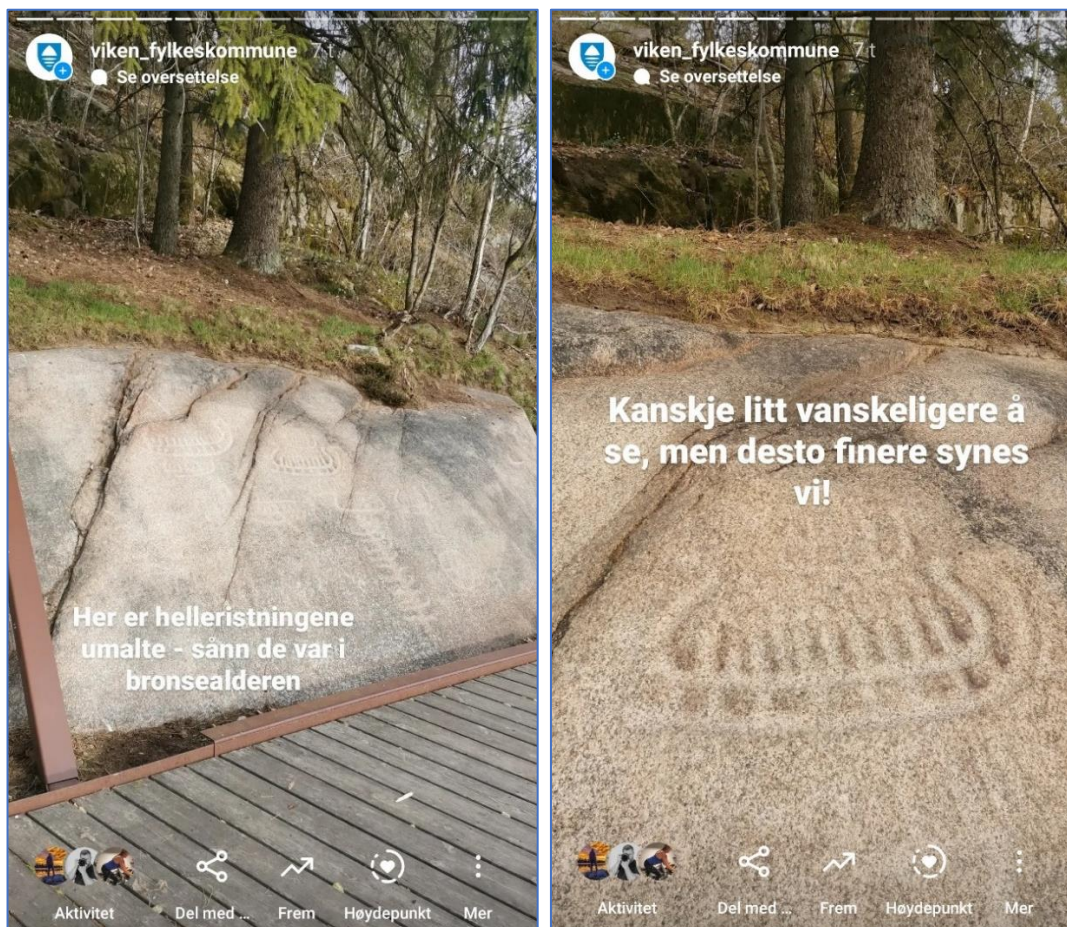 viken_fylkeskommune 7 t
Se oversettelse
Her er helleristningene
umalte - sånn de var i
bronsealderen
Aktivitet Del med ... Frem Høydepunkt Mer
viken_fylkeskommune 7 t
Se oversettelse
Kanskje litt vanskeligere å
se, men desto finere synes
vi!
Aktivitet Del med ... Frem Høydepunkt Mer